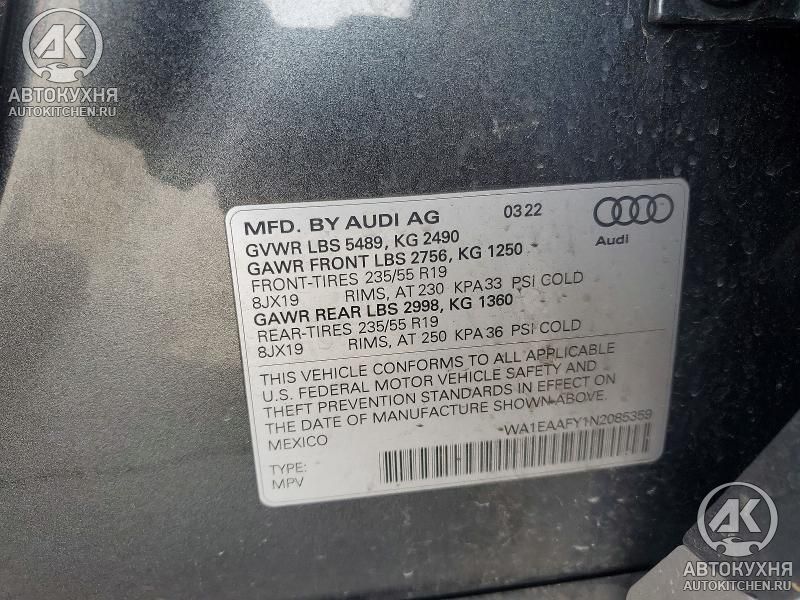 AK
АВТОКУХНЯ
AUTOKITCHEN.RU
MFD. BY AUDI AG 0322
Audi
GVWR LBS 5489, KG 2490
GAWR FRONT LBS 2756, KG 1250
FRONT-TIRES 235/55 R19
8JX19 RIMS, AT 230 KPA 33 PSI COLD
GAWR REAR LBS 2998, KG 1360
REAR-TIRES 235/55 R19
8JX19 RIMS, AT 250 KPA 36 PSI COLD
THIS VEHICLE CONFORMS TO ALL APPLICABLE
U.S. FEDERAL MOTOR VEHICLE SAFETY AND
THEFT PREVENTION STANDARDS IN EFFECT ON
THE DATE OF MANUFACTURE SHOWN ABOVE.
MEXICO
WA1EAAFY1N2085359
TYPE:
MPV
AK
АВТОКУХНЯ
AUTOKITCHEN.RU